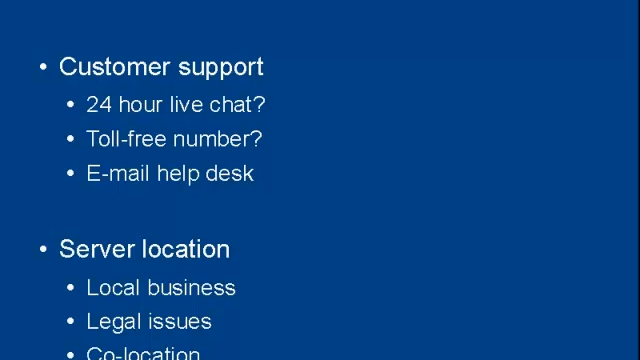 • Customer support
• 24 hour live chat?
• Toll-free number?
• E-mail help desk
• Server location
• Local business
• Legal issues
• Co-location